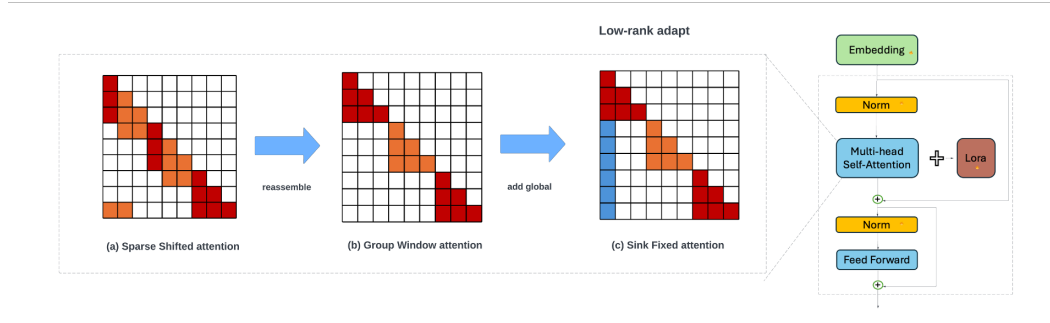 Low-rank adapt
Embedding
Norm
Multi-head
Self-Attention
Lora
reassemble
add global
Norm
Feed Forward
(a) Sparse Shifted attention
(b) Group Window attention
(c) Sink Fixed attention